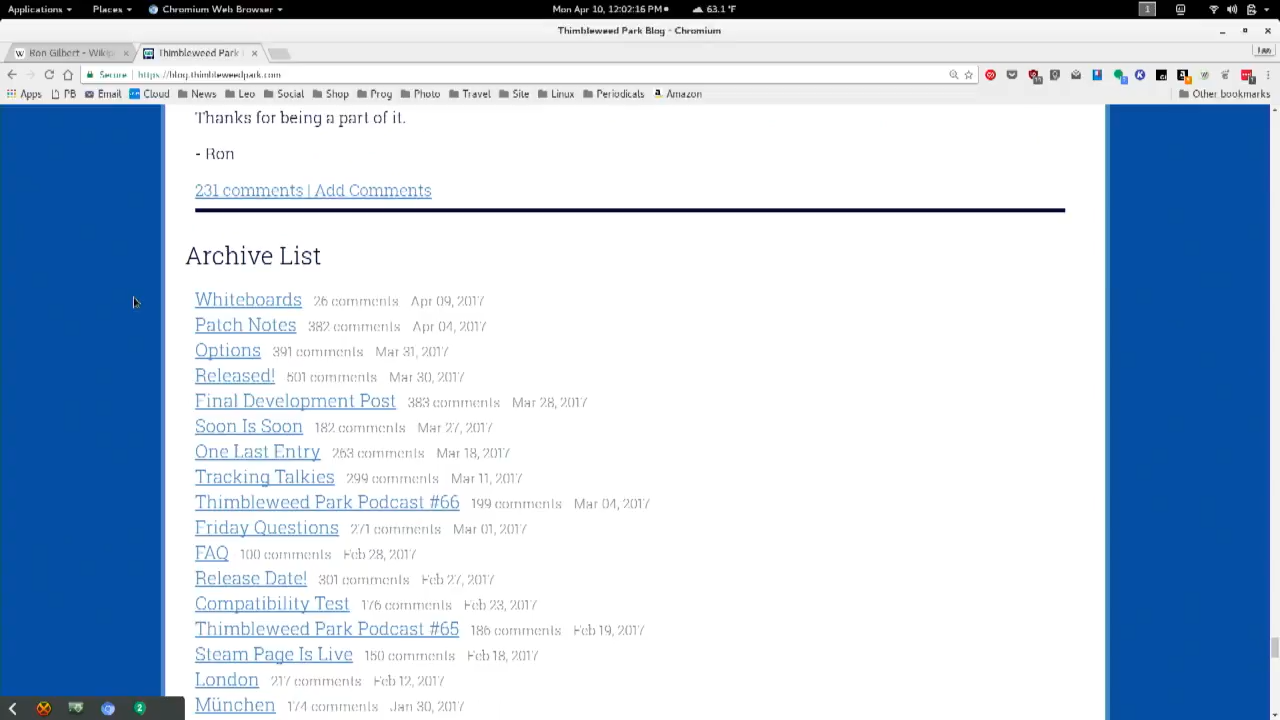 Applications Places Chromium Web Browser Mon Apr 10, 12:02:16 PM 63.1 °F 1
Thimbleweed Park Blog - Chromium
Ron Gilbert - Wikip Thimbleweed Park Ian
Secure https://blog.thimbleweedpark.com
Apps PB Email Cloud News Leo Social Shop Prog Photo Travel Site Linux Periodicals Amazon Other bookmarks
Thanks for being a part of it.
- Ron
231 comments | Add Comments
Archive List
Whiteboards 26 comments Apr 09, 2017
Patch Notes 382 comments Apr 04, 2017
Options 391 comments Mar 31, 2017
Released! 501 comments Mar 30, 2017
Final Development Post 383 comments Mar 28, 2017
Soon Is Soon 182 comments Mar 27, 2017
One Last Entry 263 comments Mar 18, 2017
Tracking Talkies 299 comments Mar 11, 2017
Thimbleweed Park Podcast #66 199 comments Mar 04, 2017
Friday Questions 271 comments Mar 01, 2017
FAQ 100 comments Feb 28, 2017
Release Date! 301 comments Feb 27, 2017
Compatibility Test 176 comments Feb 23, 2017
Thimbleweed Park Podcast #65 186 comments Feb 19, 2017
Steam Page Is Live 150 comments Feb 18, 2017
London 217 comments Feb 12, 2017
München 174 comments Jan 30, 2017
2